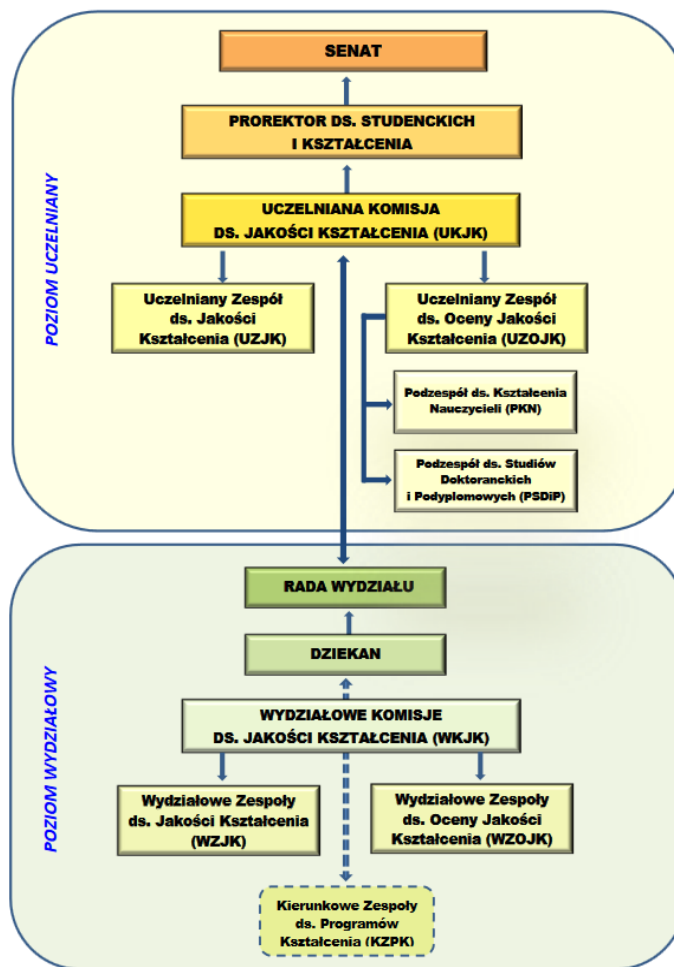 SENAT
PROREKTOR DS. STUDENCKICH
I KSZTAŁCENIA
POZIOM UCZELNIANY
UCZELNIANA KOMISJA
DS. JAKOŚCI KSZTAŁCENIA (UKJK)
Uczelniany Zespół
ds. Jakości
Kształcenia (UZJK)
Uczelniany Zespół
ds. Oceny Jakości
Kształcenia (UZOJK)
Podzespół ds. Kształcenia
Nauczycieli (PKN)
Podzespół ds. Studiów
Doktoranckich
i Podyplomowych (PSDiP)
RADA WYDZIAŁU
DZIEKAN
POZIOM WYDZIAŁOWY
WYDZIAŁOWE KOMISJE
DS. JAKOŚCI KSZTAŁCENIA (WKJK)
Wydziałowe Zespoły
ds. Jakości Kształcenia
(WZJK)
Wydziałowe Zespoły
ds. Oceny Jakości
Kształcenia (WZOJK)
Kierunkowe Zespoły
ds. Programów
Kształcenia (KZPK)